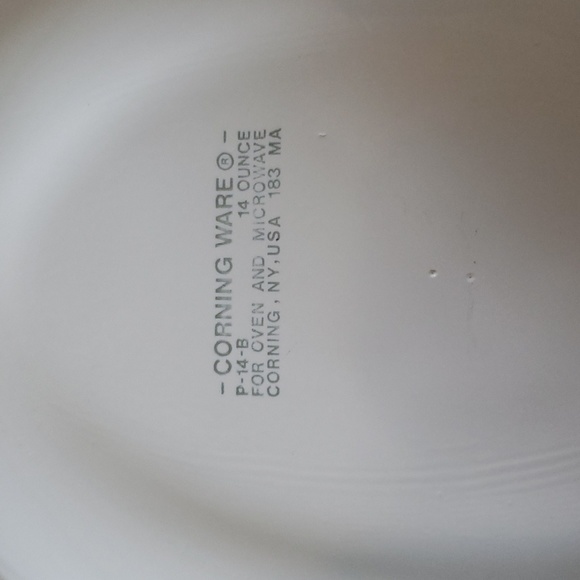 - CORNING WARE ® -
P-14-B 14 OUNCE
FOR OVEN AND MICROWAVE
CORNING, NY, USA 183 MA